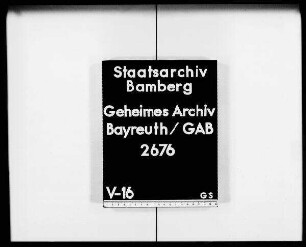 Staatsarchiv
Bamberg
Geheimes Archiv
Bayreuth/GAB
2676
V-16 GS